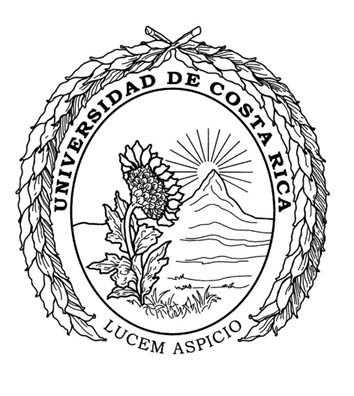 UNIVERSIDAD DE COSTA RICA
LUCEM ASPICIO